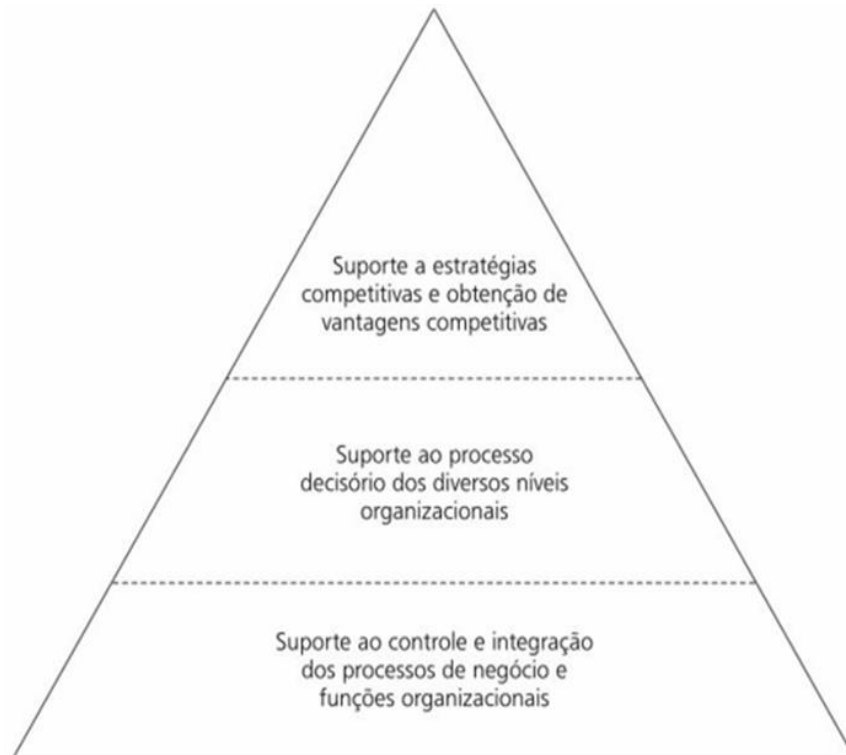 Suporte a estratégias
competitivas e obtenção de
vantagens competitivas
Suporte ao processo
decisório dos diversos níveis
organizacionais
Suporte ao controle e integração
dos processos de negócio e
funções organizacionais